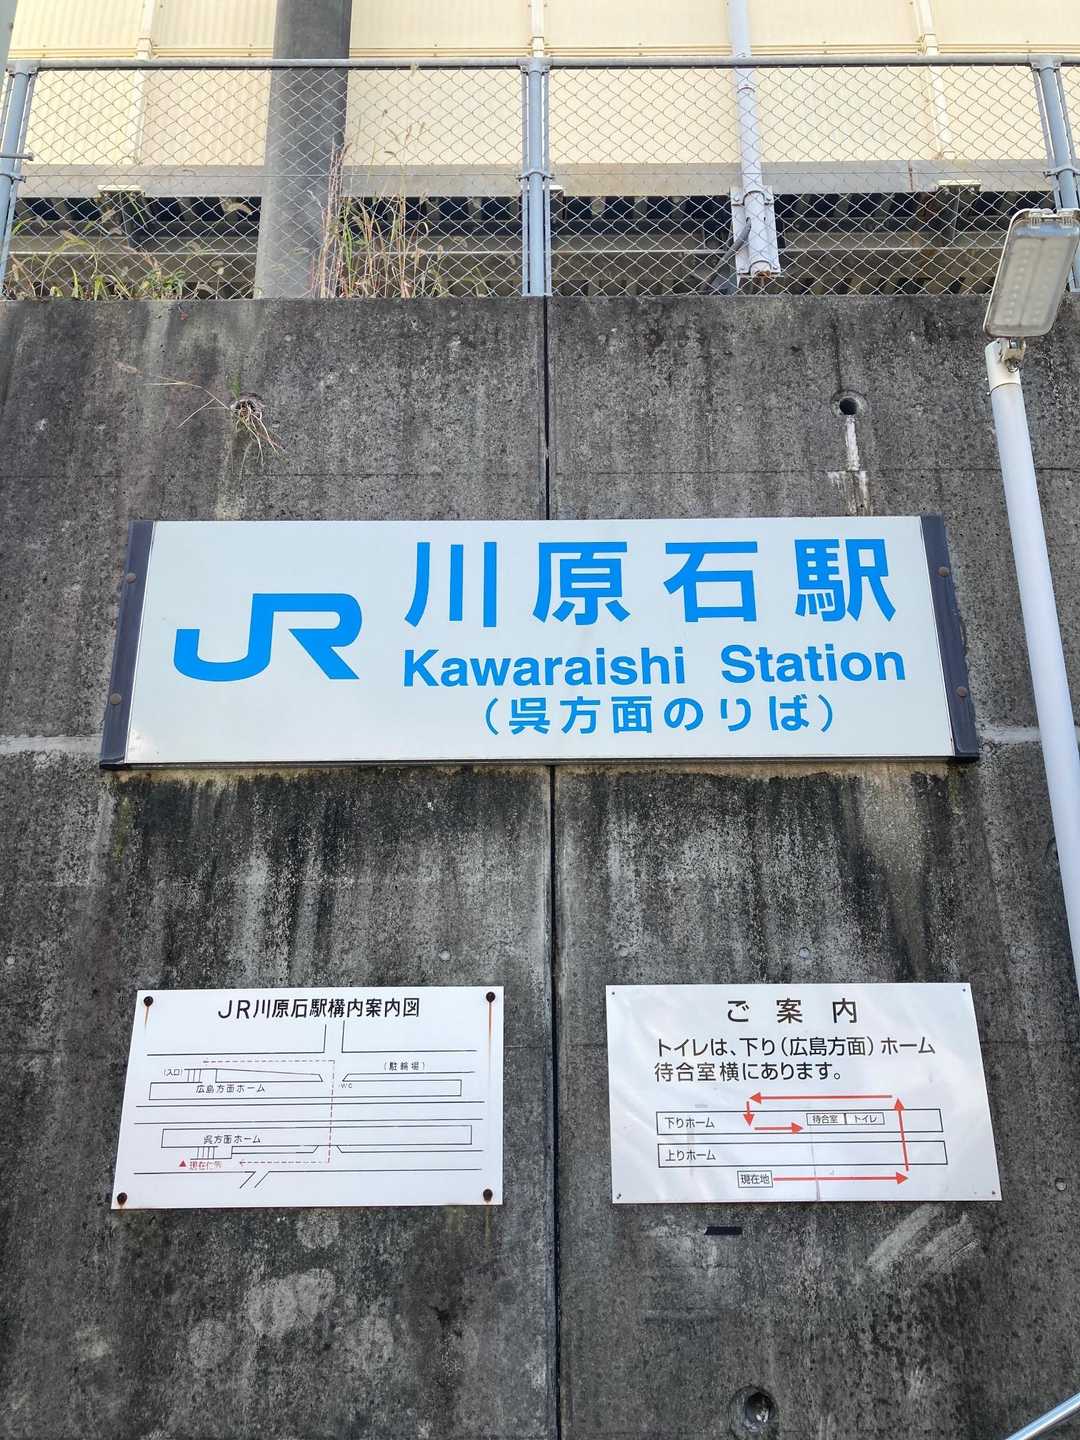 JR
川原石駅
Kawaraishi Station
(呉方面のりば)
JR川原石駅構内案内図
(入口)
(駐輪場)
広島方面ホーム
WC
呉方面ホーム
▲現在位置
ご案内
トイレは、下り(広島方面)ホーム
待合室横にあります。
下りホーム
待合室
トイレ
上りホーム
現在地